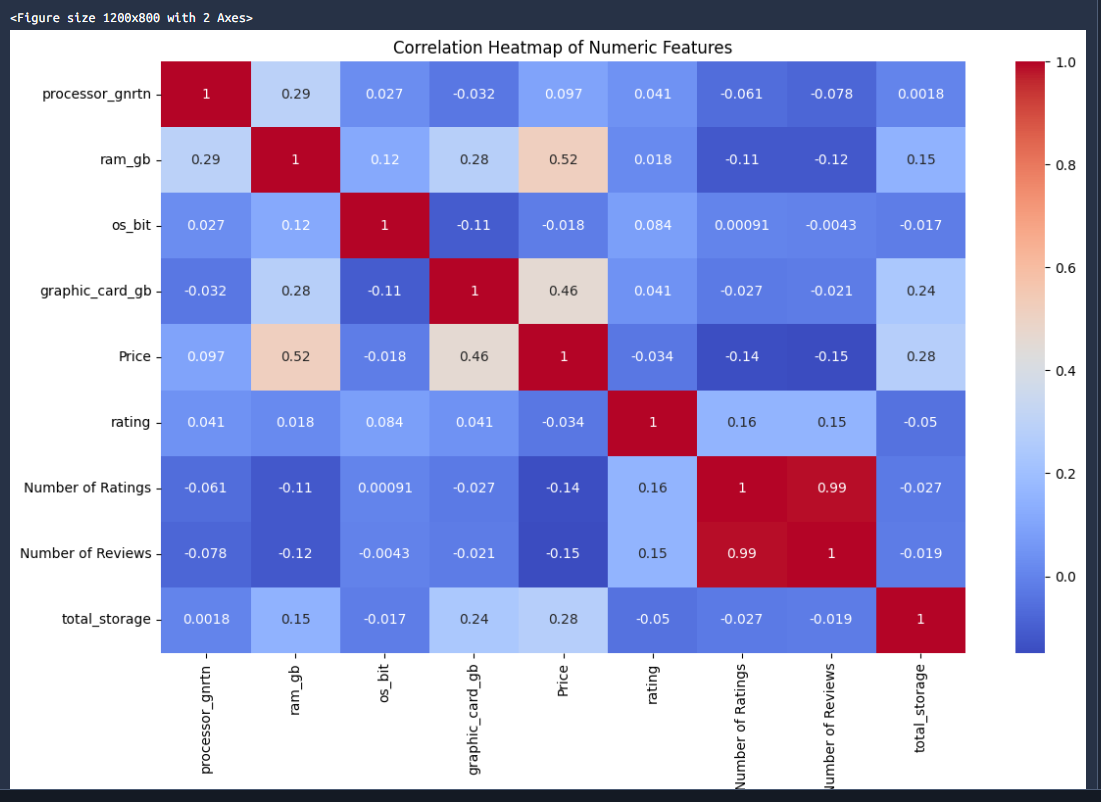 <Figure size 1200x800 with 2 Axes>
Correlation Heatmap of Numeric Features
processor_gnrtn 1 0.29 0.027 -0.032 0.097 0.041 -0.061 -0.078 0.0018
ram_gb 0.29 1 0.12 0.28 0.52 0.018 -0.11 -0.12 0.15
os_bit 0.027 0.12 1 -0.11 -0.018 0.084 0.00091 -0.0043 -0.017
graphic_card_gb -0.032 0.28 -0.11 1 0.46 0.041 -0.027 -0.021 0.24
Price 0.097 0.52 -0.018 0.46 1 -0.034 -0.14 -0.15 0.28
rating 0.041 0.018 0.084 0.041 -0.034 1 0.16 0.15 -0.05
Number of Ratings -0.061 -0.11 0.00091 -0.027 -0.14 0.16 1 0.99 -0.027
Number of Reviews -0.078 -0.12 -0.0043 -0.021 -0.15 0.15 0.99 1 -0.019
total_storage 0.0018 0.15 -0.017 0.24 0.28 -0.05 -0.027 -0.019 1
processor_gnrtn
ram_gb
os_bit
graphic_card_gb
Price
rating
Number of Ratings
Number of Reviews
total_storage
1.0
0.8
0.6
0.4
0.2
0.0